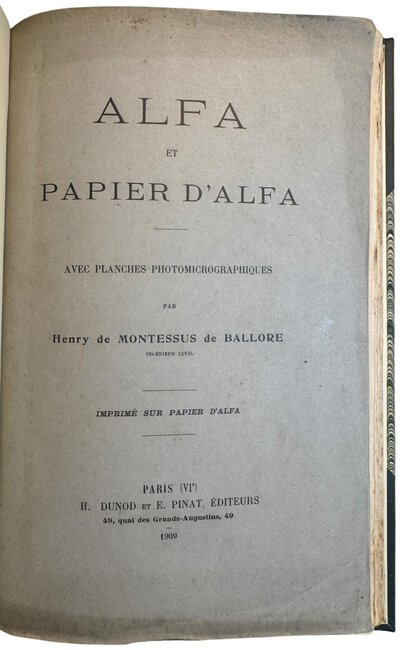 ALFA
ET
PAPIER D'ALFA
AVEC PLANCHES PHOTOMICROGRAPHIQUES
PAR
Henry de MONTESSUS de BALLORE
INGÉNIEUR CIVIL
IMPRIMÉ SUR PAPIER D'ALFA
PARIS (VIe)
H. DUNOD ET E. PINAT, ÉDITEURS
49, quai des Grands-Augustins, 49
1909